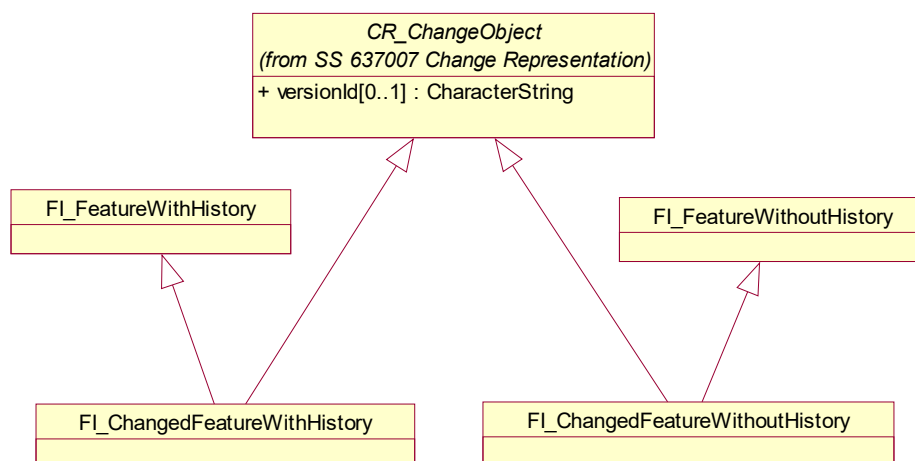 CR_ChangeObject
(from SS 637007 Change Representation)
+ versionId[0..1] : CharacterString
FI_FeatureWithHistory
FI_FeatureWithoutHistory
FI_ChangedFeatureWithHistory
FI_ChangedFeatureWithoutHistory